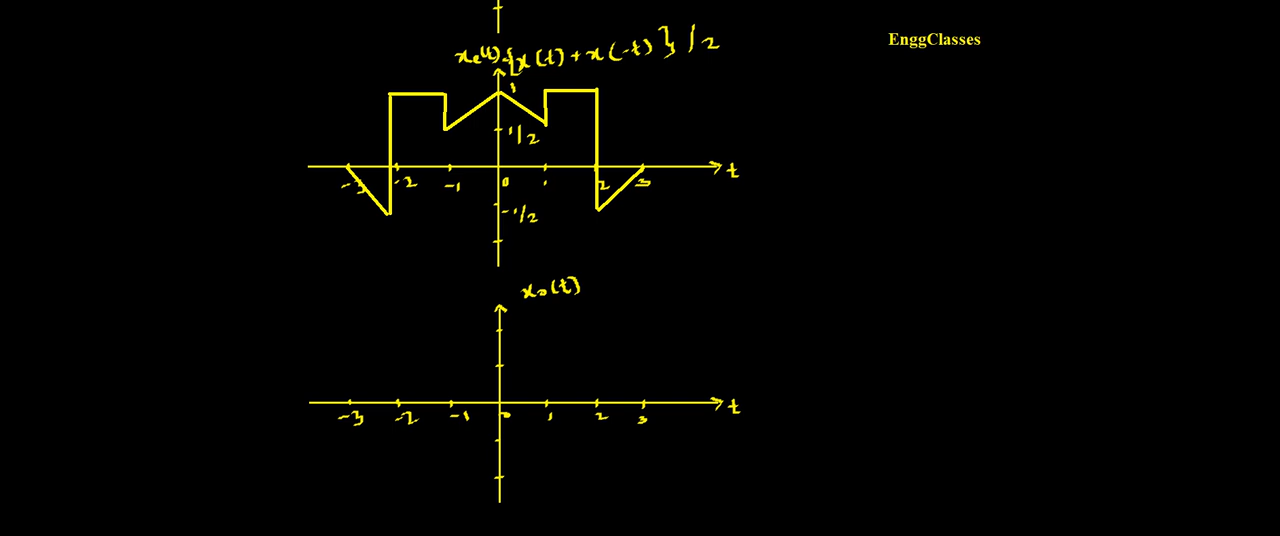 EnggClasses
xe(t) {x(t) + x(-t)} / 2
1
1/2
t
-3 -2 -1 0 1 2 3
-1/2
xo(t)
t
-3 -2 -1 0 1 2 3